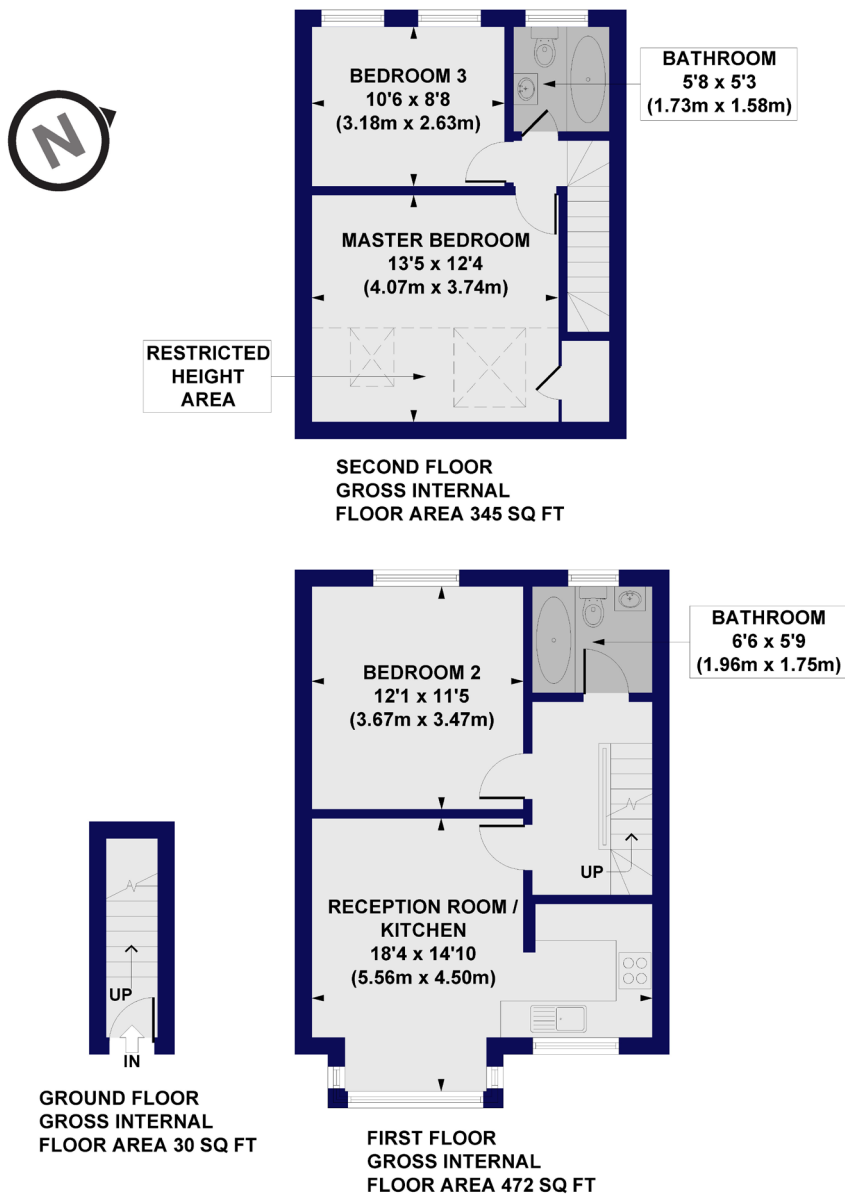 N
BEDROOM 3
10'6 x 8'8
(3.18m x 2.63m)
BATHROOM
5'8 x 5'3
(1.73m x 1.58m)
MASTER BEDROOM
13'5 x 12'4
(4.07m x 3.74m)
RESTRICTED
HEIGHT
AREA
SECOND FLOOR
GROSS INTERNAL
FLOOR AREA 345 SQ FT
BEDROOM 2
12'1 x 11'5
(3.67m x 3.47m)
BATHROOM
6'6 x 5'9
(1.96m x 1.75m)
UP
RECEPTION ROOM /
KITCHEN
18'4 x 14'10
(5.56m x 4.50m)
UP
IN
GROUND FLOOR
GROSS INTERNAL
FLOOR AREA 30 SQ FT
FIRST FLOOR
GROSS INTERNAL
FLOOR AREA 472 SQ FT